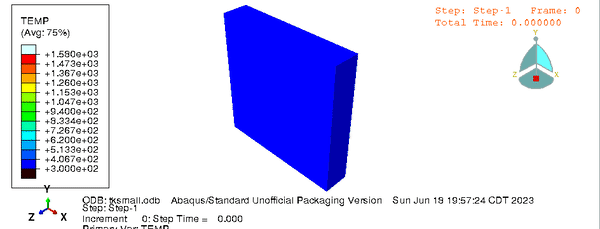 Step: Step-1 Frame: 0
Total Time: 0.000000
TEMP
(Avg: 75%)
+1.580e+03
+1.473e+03
+1.367e+03
+1.260e+03
+1.153e+03
+1.047e+03
+9.400e+02
+8.334e+02
+7.267e+02
+6.200e+02
+5.133e+02
+4.067e+02
+3.000e+02
Y
Z X
Y
Z X
ODB: tksmall.odb Abaqus/Standard Unofficial Packaging Version Sun Jun 18 19:57:24 CDT 2023
Step: Step-1
Increment 0: Step Time = 0.000
Primary Var: TEMP